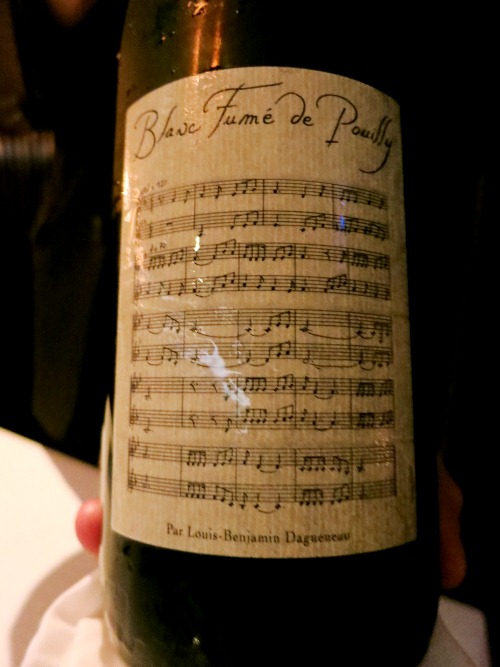 Blanc Fumé de Pouilly
Par Louis-Benjamin Dagueneau